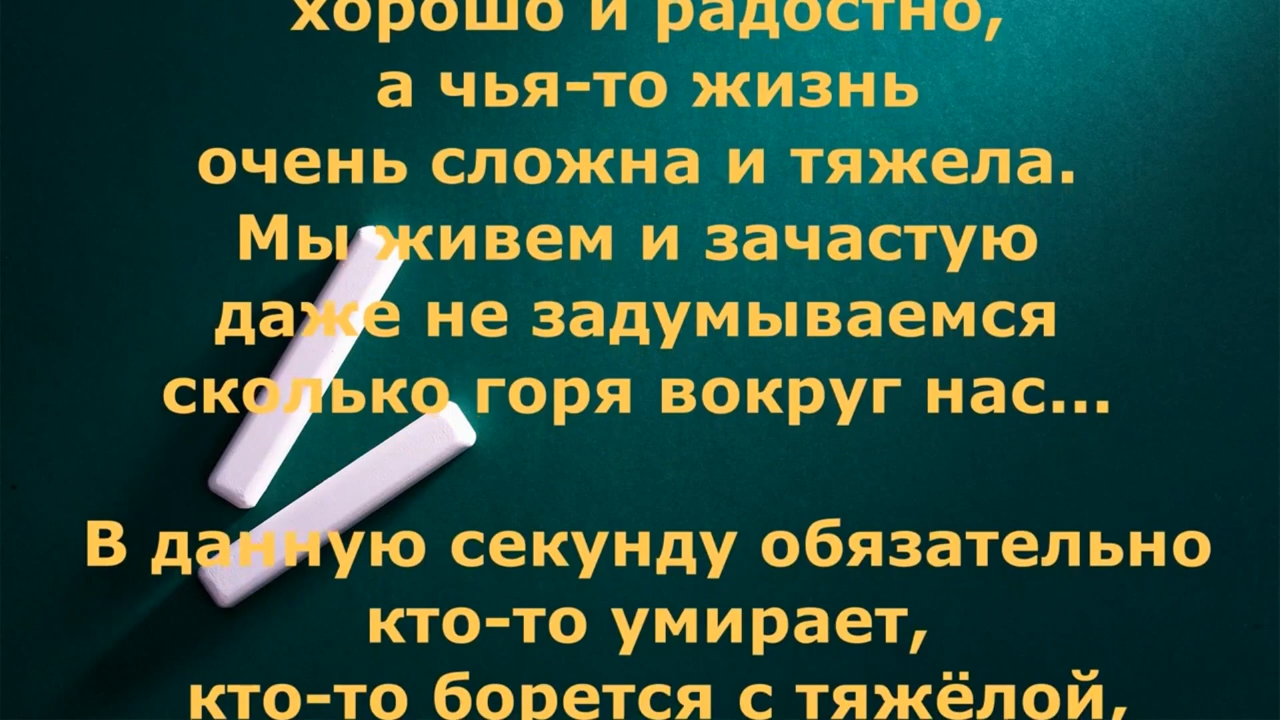 хорошо и радостно,
а чья-то жизнь
очень сложна и тяжела.
Мы живем и зачастую
даже не задумываемся
сколько горя вокруг нас...
В данную секунду обязательно
кто-то умирает,
кто-то борется с тяжёлой,